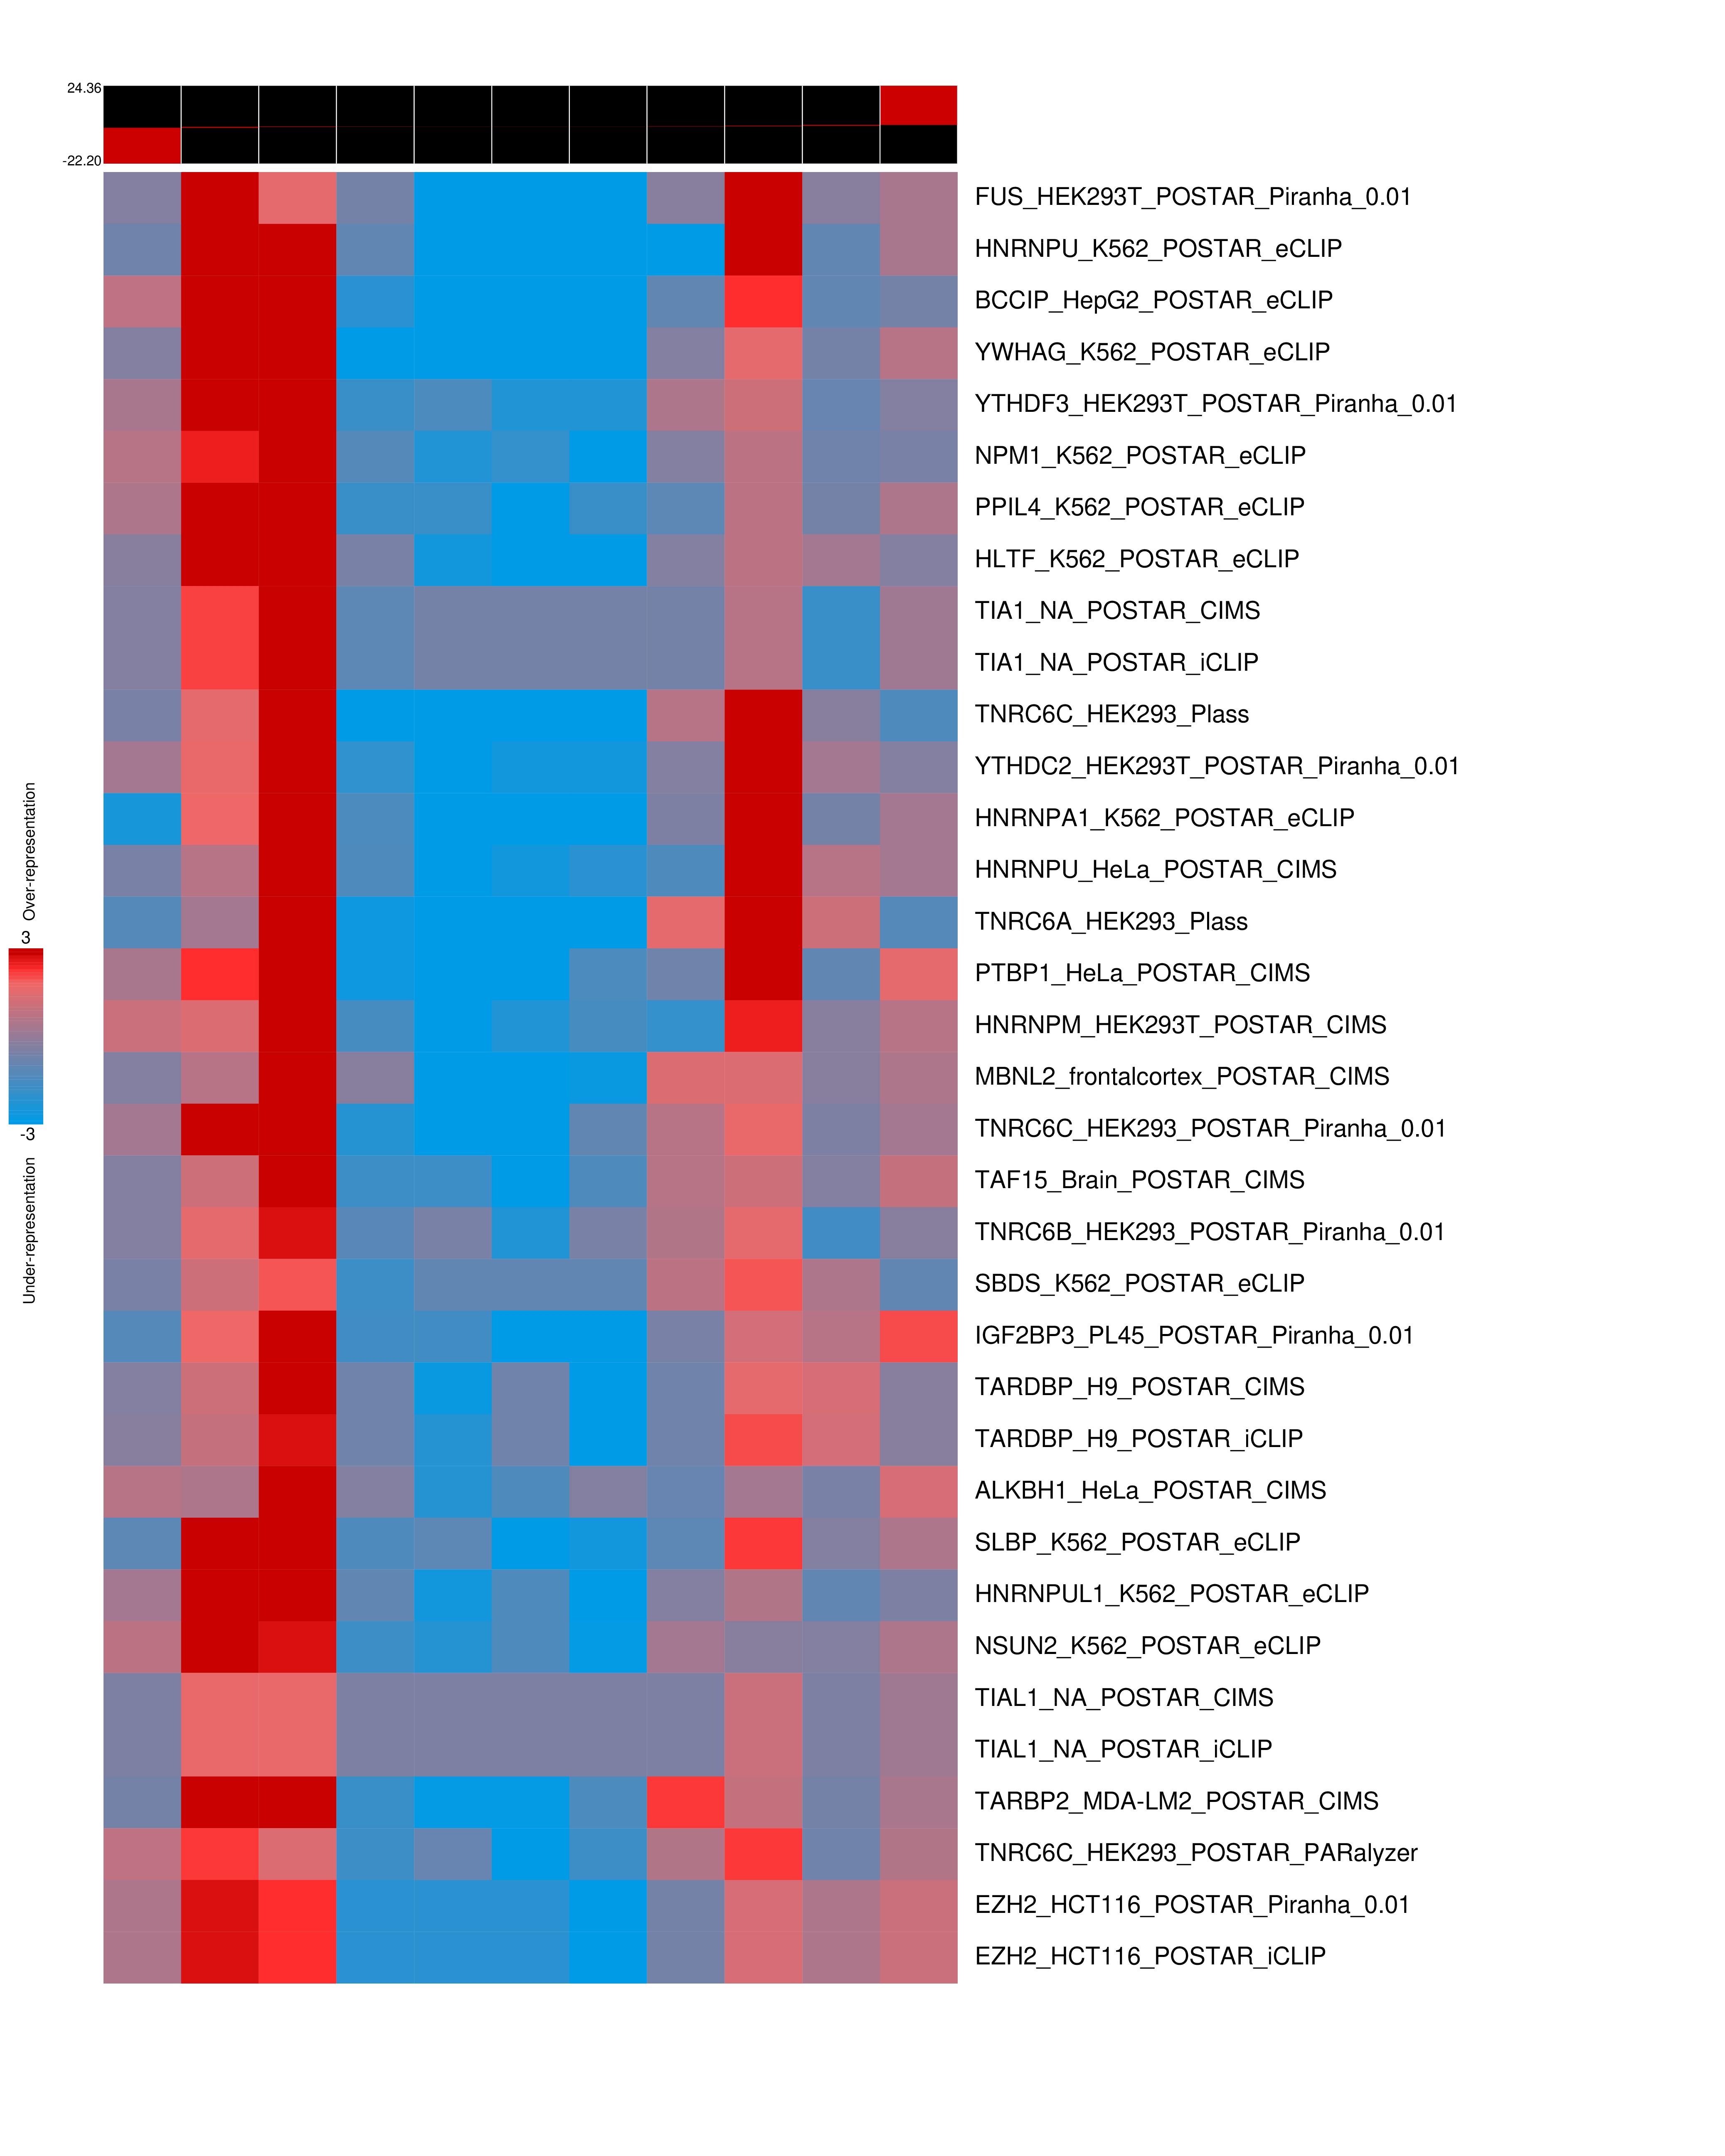 24.36
-22.20
FUS_HEK293T_POSTAR_Piranha_0.01
HNRNPU_K562_POSTAR_eCLIP
BCCIP_HepG2_POSTAR_eCLIP
YWHAG_K562_POSTAR_eCLIP
YTHDF3_HEK293T_POSTAR_Piranha_0.01
NPM1_K562_POSTAR_eCLIP
PPIL4_K562_POSTAR_eCLIP
HLTF_K562_POSTAR_eCLIP
TIA1_NA_POSTAR_CIMS
TIA1_NA_POSTAR_iCLIP
TNRC6C_HEK293_Plass
YTHDC2_HEK293T_POSTAR_Piranha_0.01
HNRNPA1_K562_POSTAR_eCLIP
HNRNPU_HeLa_POSTAR_CIMS
TNRC6A_HEK293_Plass
PTBP1_HeLa_POSTAR_CIMS
HNRNPM_HEK293T_POSTAR_CIMS
MBNL2_frontalcortex_POSTAR_CIMS
TNRC6C_HEK293_POSTAR_Piranha_0.01
TAF15_Brain_POSTAR_CIMS
TNRC6B_HEK293_POSTAR_Piranha_0.01
SBDS_K562_POSTAR_eCLIP
IGF2BP3_PL45_POSTAR_Piranha_0.01
TARDBP_H9_POSTAR_CIMS
TARDBP_H9_POSTAR_iCLIP
ALKBH1_HeLa_POSTAR_CIMS
SLBP_K562_POSTAR_eCLIP
HNRNPUL1_K562_POSTAR_eCLIP
NSUN2_K562_POSTAR_eCLIP
TIAL1_NA_POSTAR_CIMS
TIAL1_NA_POSTAR_iCLIP
TARBP2_MDA-LM2_POSTAR_CIMS
TNRC6C_HEK293_POSTAR_PARalyzer
EZH2_HCT116_POSTAR_Piranha_0.01
EZH2_HCT116_POSTAR_iCLIP
Over-representation
3
-3
Under-representation